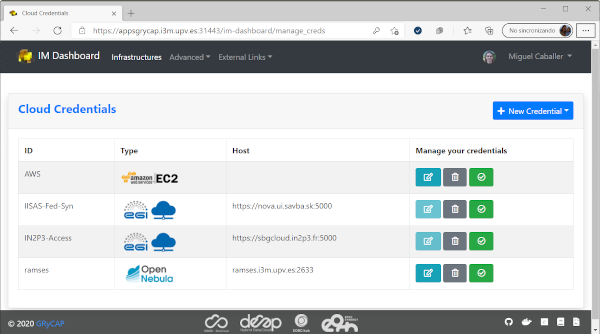 Cloud Credentials
https://appsgrycap.i3m.upv.es:31443/im-dashboard/manage_creds
No sincronizando
IM Dashboard Infrastructures Advanced External Links Miguel Caballer
Cloud Credentials
New Credential
ID Type Host Manage your credentials
AWS amazon webservices EC2
IISAS-Fed-Syn EGI https://nova.ui.savba.sk:5000
IN2P3-Access EGI https://sbgcloud.in2p3.fr:5000
ramses Open Nebula ramses.i3m.upv.es:2633
© 2020 GRyCAP deep